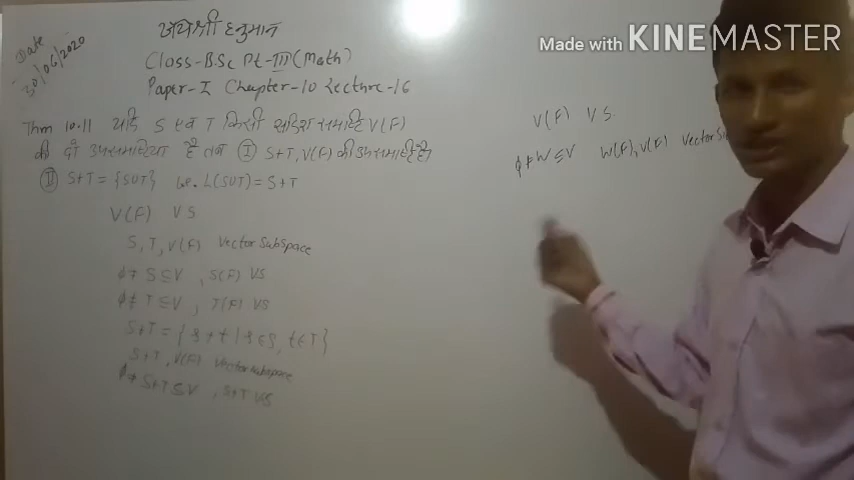 जय श्री हनुमान
Date
30/06/2020
Class-BSc Pt-III (Math)
Paper-I Chapter-10 Lecture-16
Thm 10.11 यदि S एवं T किसी सदिश समष्टि V(F)
की दो उपसमष्टियाँ हैं तब (I) S+T, V(F) की उपसमष्टि है।
(II) S+T = {SUT} i.e. L(SUT) = S+T
V(F) VS
S, T, V(F) Vector Subspace
ϕ ≠ S ⊆ V , S(F) VS
ϕ ≠ T ⊆ V , T(F) VS
S+T = { s+t | s ∈ S, t ∈ T }
S+T, V(F) Vector Subspace
ϕ ≠ S+T ⊆ V , S+T VS
V(F) VS
ϕ ≠ W ⊆ V W(F), V(F) Vector
Made with KINEMASTER